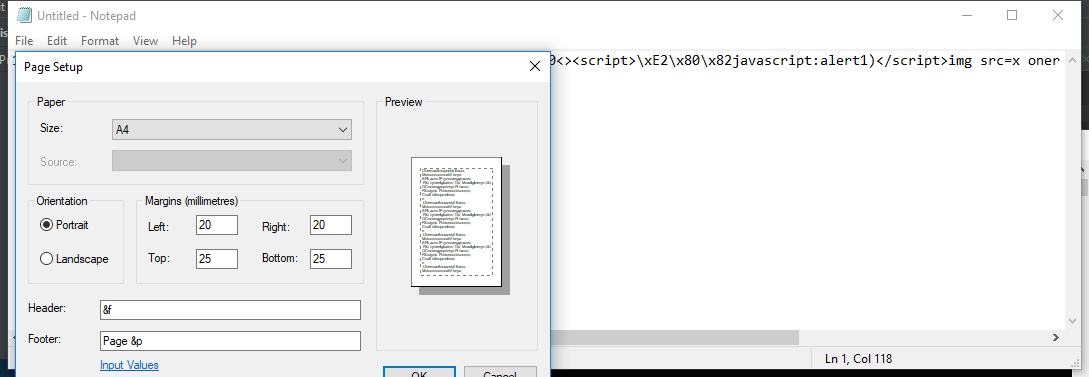 Untitled - Notepad
File Edit Format View Help
0<><script>\xE2\x80\x82javascript:alert1)</script>img src=x oner
Page Setup
Paper
Size:
A4
Source:
Orientation
Portrait
Landscape
Margins (millimetres)
Left: 20 Right: 20
Top: 25 Bottom: 25
Preview
Header: &f
Footer: Page &p
Input Values
OK Cancel
Ln 1, Col 118